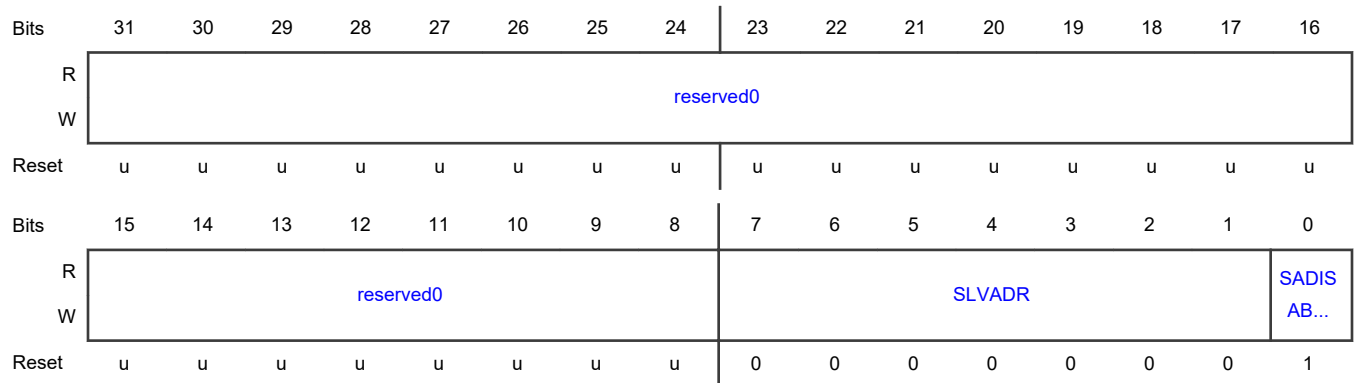 Bits 31 30 29 28 27 26 25 24 23 22 21 20 19 18 17 16
R
reserved0
W
Reset u u u u u u u u u u u u u u u u
Bits 15 14 13 12 11 10 9 8 7 6 5 4 3 2 1 0
R
reserved0 SLVADR SADIS
AB...
W
Reset u u u u u u u u 0 0 0 0 0 0 0 1